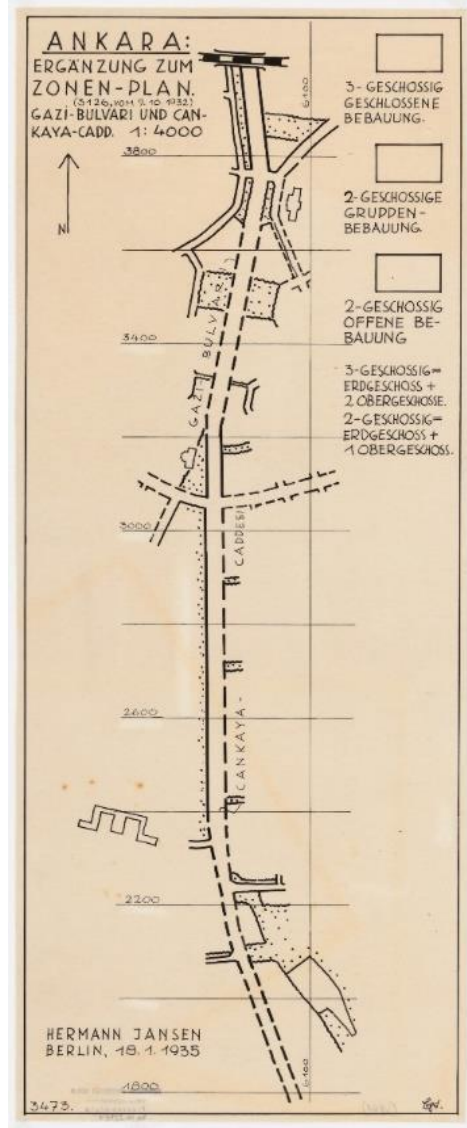 ANKARA:
ERGÄNZUNG ZUM
ZONEN-PLAN.
(3126, VOM 9.10.1932)
GAZI-BULVARI UND CAN-
KAYA-CADD. 1:4000
N
3-GESCHOSSIG
GESCHLOSSENE
BEBAUUNG.
2-GESCHOSSIGE
GRUPPEN-
BEBAUUNG
2-GESCHOSSIG
OFFENE BE-
BAUUNG
3-GESCHOSSIG=
ERDGESCHOSS +
2 OBERGESCHOSSE.
2-GESCHOSSIG=
ERDGESCHOSS +
1 OBERGESCHOSS.
6100
3800
3400
GAZI BULVARI
3000
CANKAYA-CADDESI
2600
2200
HERMANN JANSEN
BERLIN, 18.1.1935
6100
1800
3473.